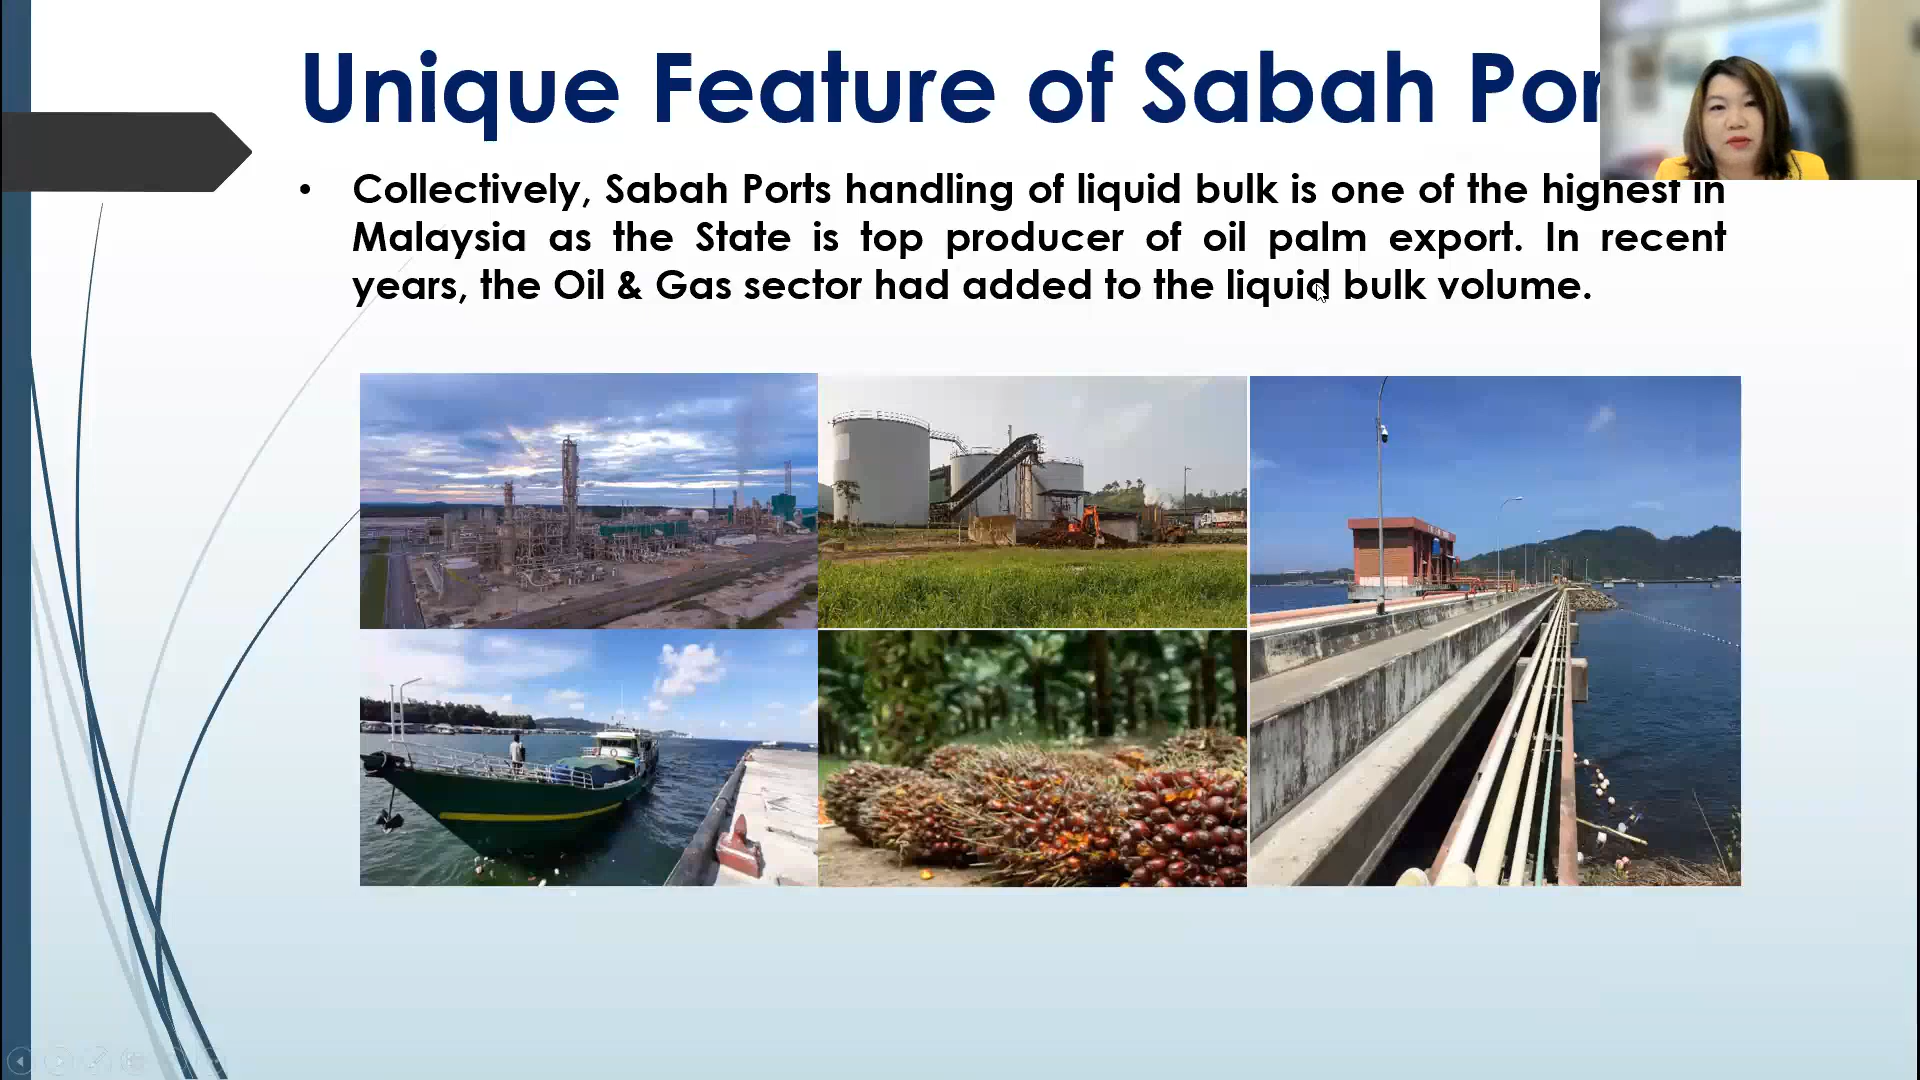 Unique Feature of Sabah Por
• Collectively, Sabah Ports handling of liquid bulk is one of the highest in
Malaysia as the State is top producer of oil palm export. In recent
years, the Oil & Gas sector had added to the liquid bulk volume.